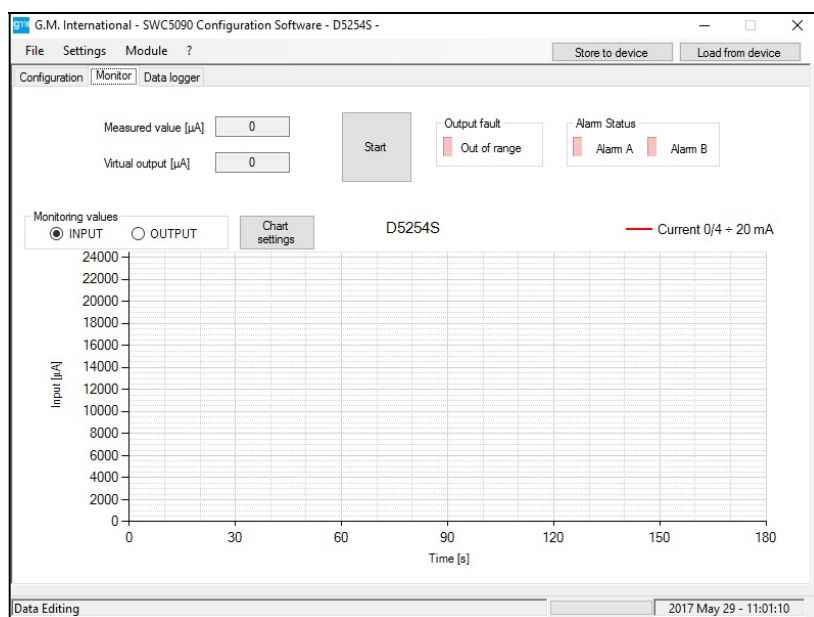 gmi G.M. International - SWC5090 Configuration Software - D5254S -
File Settings Module ? Store to device Load from device
Configuration Monitor Data logger
Measured value [µA] 0
Virtual output [µA] 0
Start
Output fault
Out of range
Alarm Status
Alarm A Alarm B
Monitoring values
INPUT OUTPUT
Chart
settings
D5254S
Current 0/4 ÷ 20 mA
24000
22000
20000
18000
16000
14000
12000
10000
8000
6000
4000
2000
0
Input [µA]
0 30 60 90 120 150 180
Time [s]
Data Editing 2017 May 29 - 11:01:10